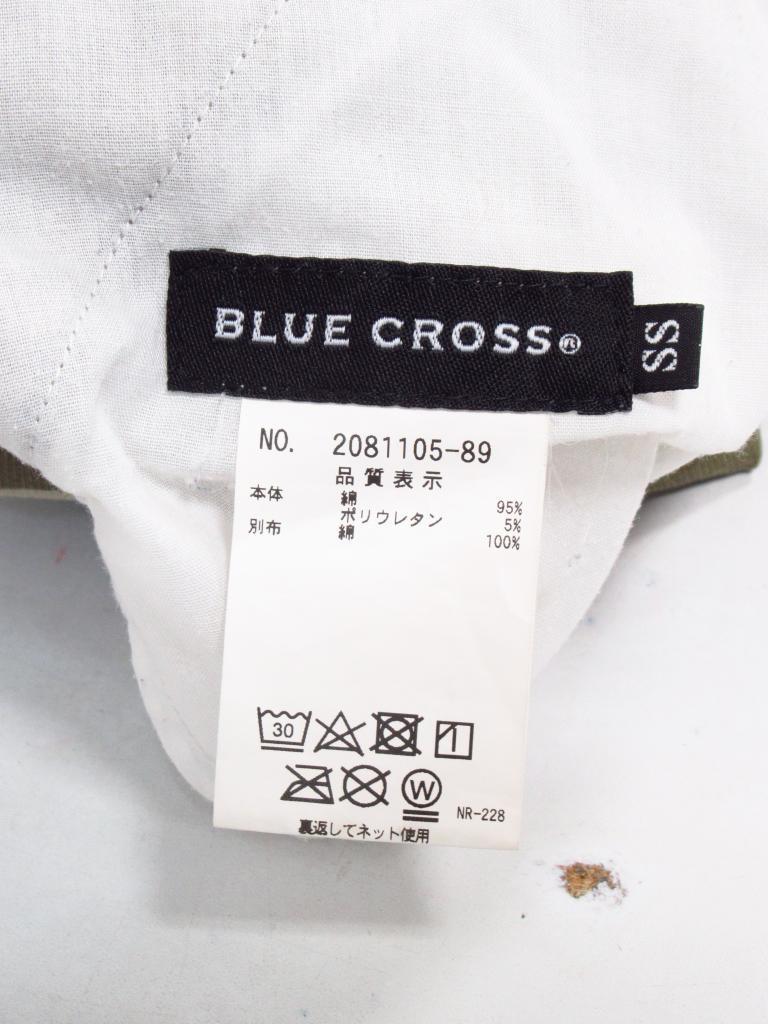 BLUE CROSS®
SS
NO. 2081105-89
品質表示
本体 綿 95%
ポリウレタン 5%
別布 綿 100%
30
W
NR-228
裏返してネット使用